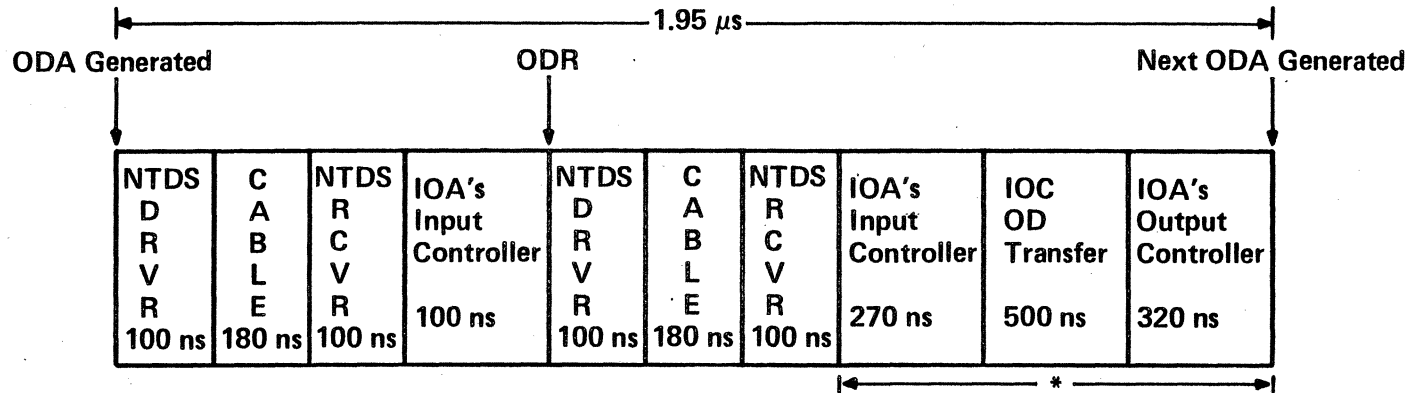 1.95 μs
ODA Generated
ODR
Next ODA Generated
NTDS
D
R
V
R
100 ns
C
A
B
L
E
180 ns
NTDS
R
C
V
R
100 ns
IOA's
Input
Controller
100 ns
NTDS
D
R
V
R
100 ns
C
A
B
L
E
180 ns
NTDS
R
C
V
R
100 ns
IOA's
Input
Controller
270 ns
IOC
OD
Transfer
500 ns
IOA's
Output
Controller
320 ns
*